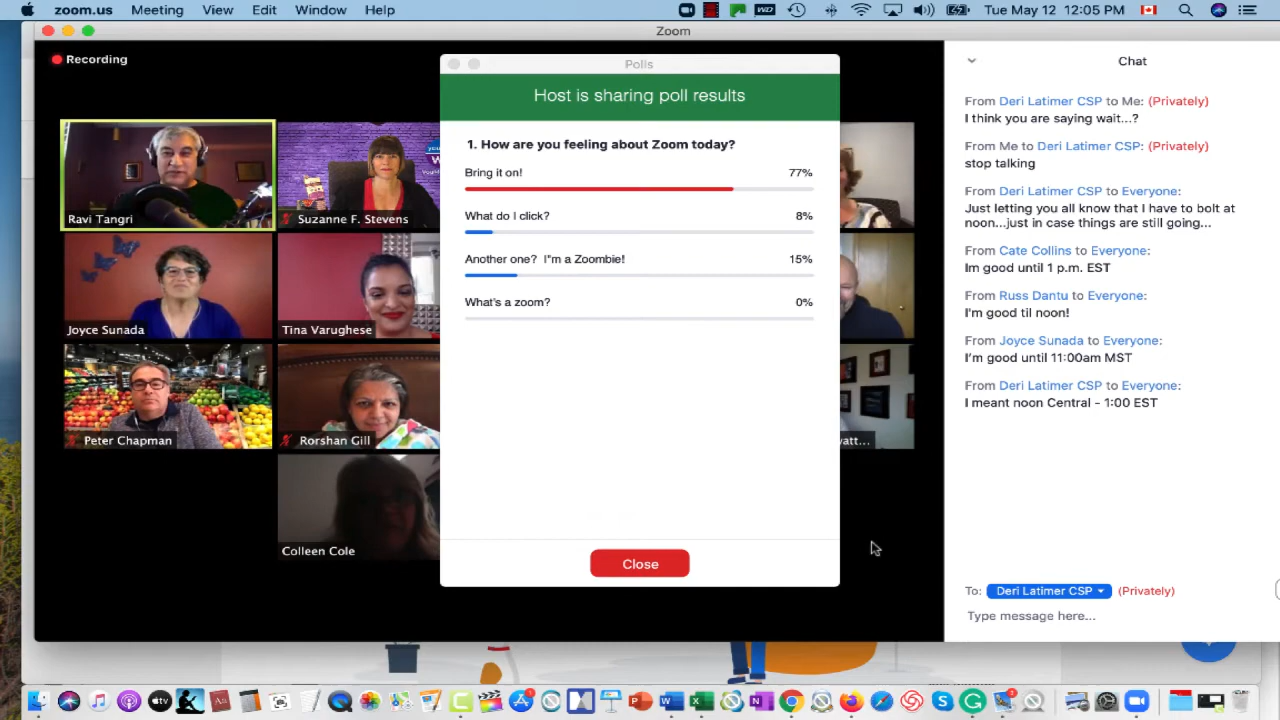 zoom.us Meeting View Edit Window Help
Tue May 12 12:05 PM
Zoom
Recording
Polls
Host is sharing poll results
1. How are you feeling about Zoom today?
Bring it on! 77%
What do I click? 8%
Another one? I"m a Zoombie! 15%
What's a zoom? 0%
Close
Ravi Tangri
Suzanne F. Stevens
Joyce Sunada
Tina Varughese
Peter Chapman
Rorshan Gill
vatt...
Colleen Cole
Chat
From Deri Latimer CSP to Me: (Privately)
I think you are saying wait...?
From Me to Deri Latimer CSP: (Privately)
stop talking
From Deri Latimer CSP to Everyone:
Just letting you all know that I have to bolt at
noon...just in case things are still going...
From Cate Collins to Everyone:
Im good until 1 p.m. EST
From Russ Dantu to Everyone:
I'm good til noon!
From Joyce Sunada to Everyone:
I'm good until 11:00am MST
From Deri Latimer CSP to Everyone:
I meant noon Central - 1:00 EST
To: Deri Latimer CSP (Privately)
Type message here...